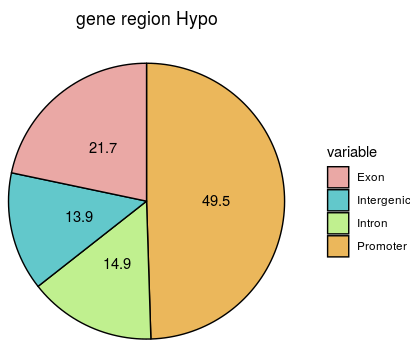 gene region Hypo
21.7
49.5
13.9
14.9
variable
Exon
Intergenic
Intron
Promoter